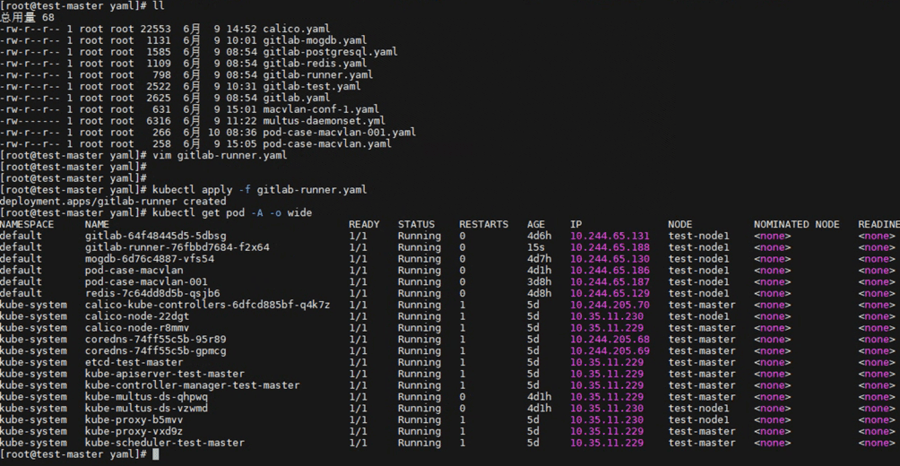 [root@test-master yaml]# ll
总用量 68
-rw-r--r-- 1 root root 22553 6月 9 14:52 calico.yaml
-rw-r--r-- 1 root root 1131 6月 9 10:01 gitlab-mogdb.yaml
-rw-r--r-- 1 root root 1585 6月 9 08:54 gitlab-postgresql.yaml
-rw-r--r-- 1 root root 1109 6月 9 08:54 gitlab-redis.yaml
-rw-r--r-- 1 root root 798 6月 9 08:54 gitlab-runner.yaml
-rw-r--r-- 1 root root 2522 6月 9 10:31 gitlab-test.yaml
-rw-r--r-- 1 root root 2625 6月 9 08:54 gitlab.yaml
-rw-r--r-- 1 root root 631 6月 9 15:01 macvlan-conf-1.yaml
-rw------- 1 root root 6316 6月 9 11:22 multus-daemonset.yml
-rw-r--r-- 1 root root 266 6月 10 08:36 pod-case-macvlan-001.yaml
-rw-r--r-- 1 root root 258 6月 9 15:05 pod-case-macvlan.yaml
[root@test-master yaml]# vim gitlab-runner.yaml
[root@test-master yaml]#
[root@test-master yaml]#
[root@test-master yaml]# kubectl apply -f gitlab-runner.yaml
deployment.apps/gitlab-runner created
[root@test-master yaml]# kubectl get pod -A -o wide
NAMESPACE NAME READY STATUS RESTARTS AGE IP NODE NOMINATED NODE READINE
default gitlab-64f48445d5-5dbsg 1/1 Running 0 4d6h 10.244.65.131 test-node1 <none> <none>
default gitlab-runner-76fbbd7684-f2x64 1/1 Running 0 15s 10.244.65.188 test-node1 <none> <none>
default mogdb-6d76c4887-vfs54 1/1 Running 0 4d7h 10.244.65.130 test-node1 <none> <none>
default pod-case-macvlan 1/1 Running 0 4d1h 10.244.65.186 test-node1 <none> <none>
default pod-case-macvlan-001 1/1 Running 0 3d8h 10.244.65.187 test-node1 <none> <none>
default redis-7c64dd8d5b-qsjb6 1/1 Running 0 4d8h 10.244.65.129 test-node1 <none> <none>
kube-system calico-kube-controllers-6dfcd885bf-q4k7z 1/1 Running 1 5d 10.244.205.70 test-master <none> <none>
kube-system calico-node-22dgt 1/1 Running 1 5d 10.35.11.230 test-node1 <none> <none>
kube-system calico-node-r8mmv 1/1 Running 1 5d 10.35.11.229 test-master <none> <none>
kube-system coredns-74ff55c5b-95r89 1/1 Running 1 5d 10.244.205.68 test-master <none> <none>
kube-system coredns-74ff55c5b-gpmcg 1/1 Running 1 5d 10.244.205.69 test-master <none> <none>
kube-system etcd-test-master 1/1 Running 1 5d 10.35.11.229 test-master <none> <none>
kube-system kube-apiserver-test-master 1/1 Running 1 5d 10.35.11.229 test-master <none> <none>
kube-system kube-controller-manager-test-master 1/1 Running 1 5d 10.35.11.229 test-master <none> <none>
kube-system kube-multus-ds-qhpwq 1/1 Running 0 4d1h 10.35.11.229 test-master <none> <none>
kube-system kube-multus-ds-vzwmd 1/1 Running 0 4d1h 10.35.11.230 test-node1 <none> <none>
kube-system kube-proxy-b5mvv 1/1 Running 1 5d 10.35.11.230 test-node1 <none> <none>
kube-system kube-proxy-vxd9z 1/1 Running 1 5d 10.35.11.229 test-master <none> <none>
kube-system kube-scheduler-test-master 1/1 Running 1 5d 10.35.11.229 test-master <none> <none>
[root@test-master yaml]#